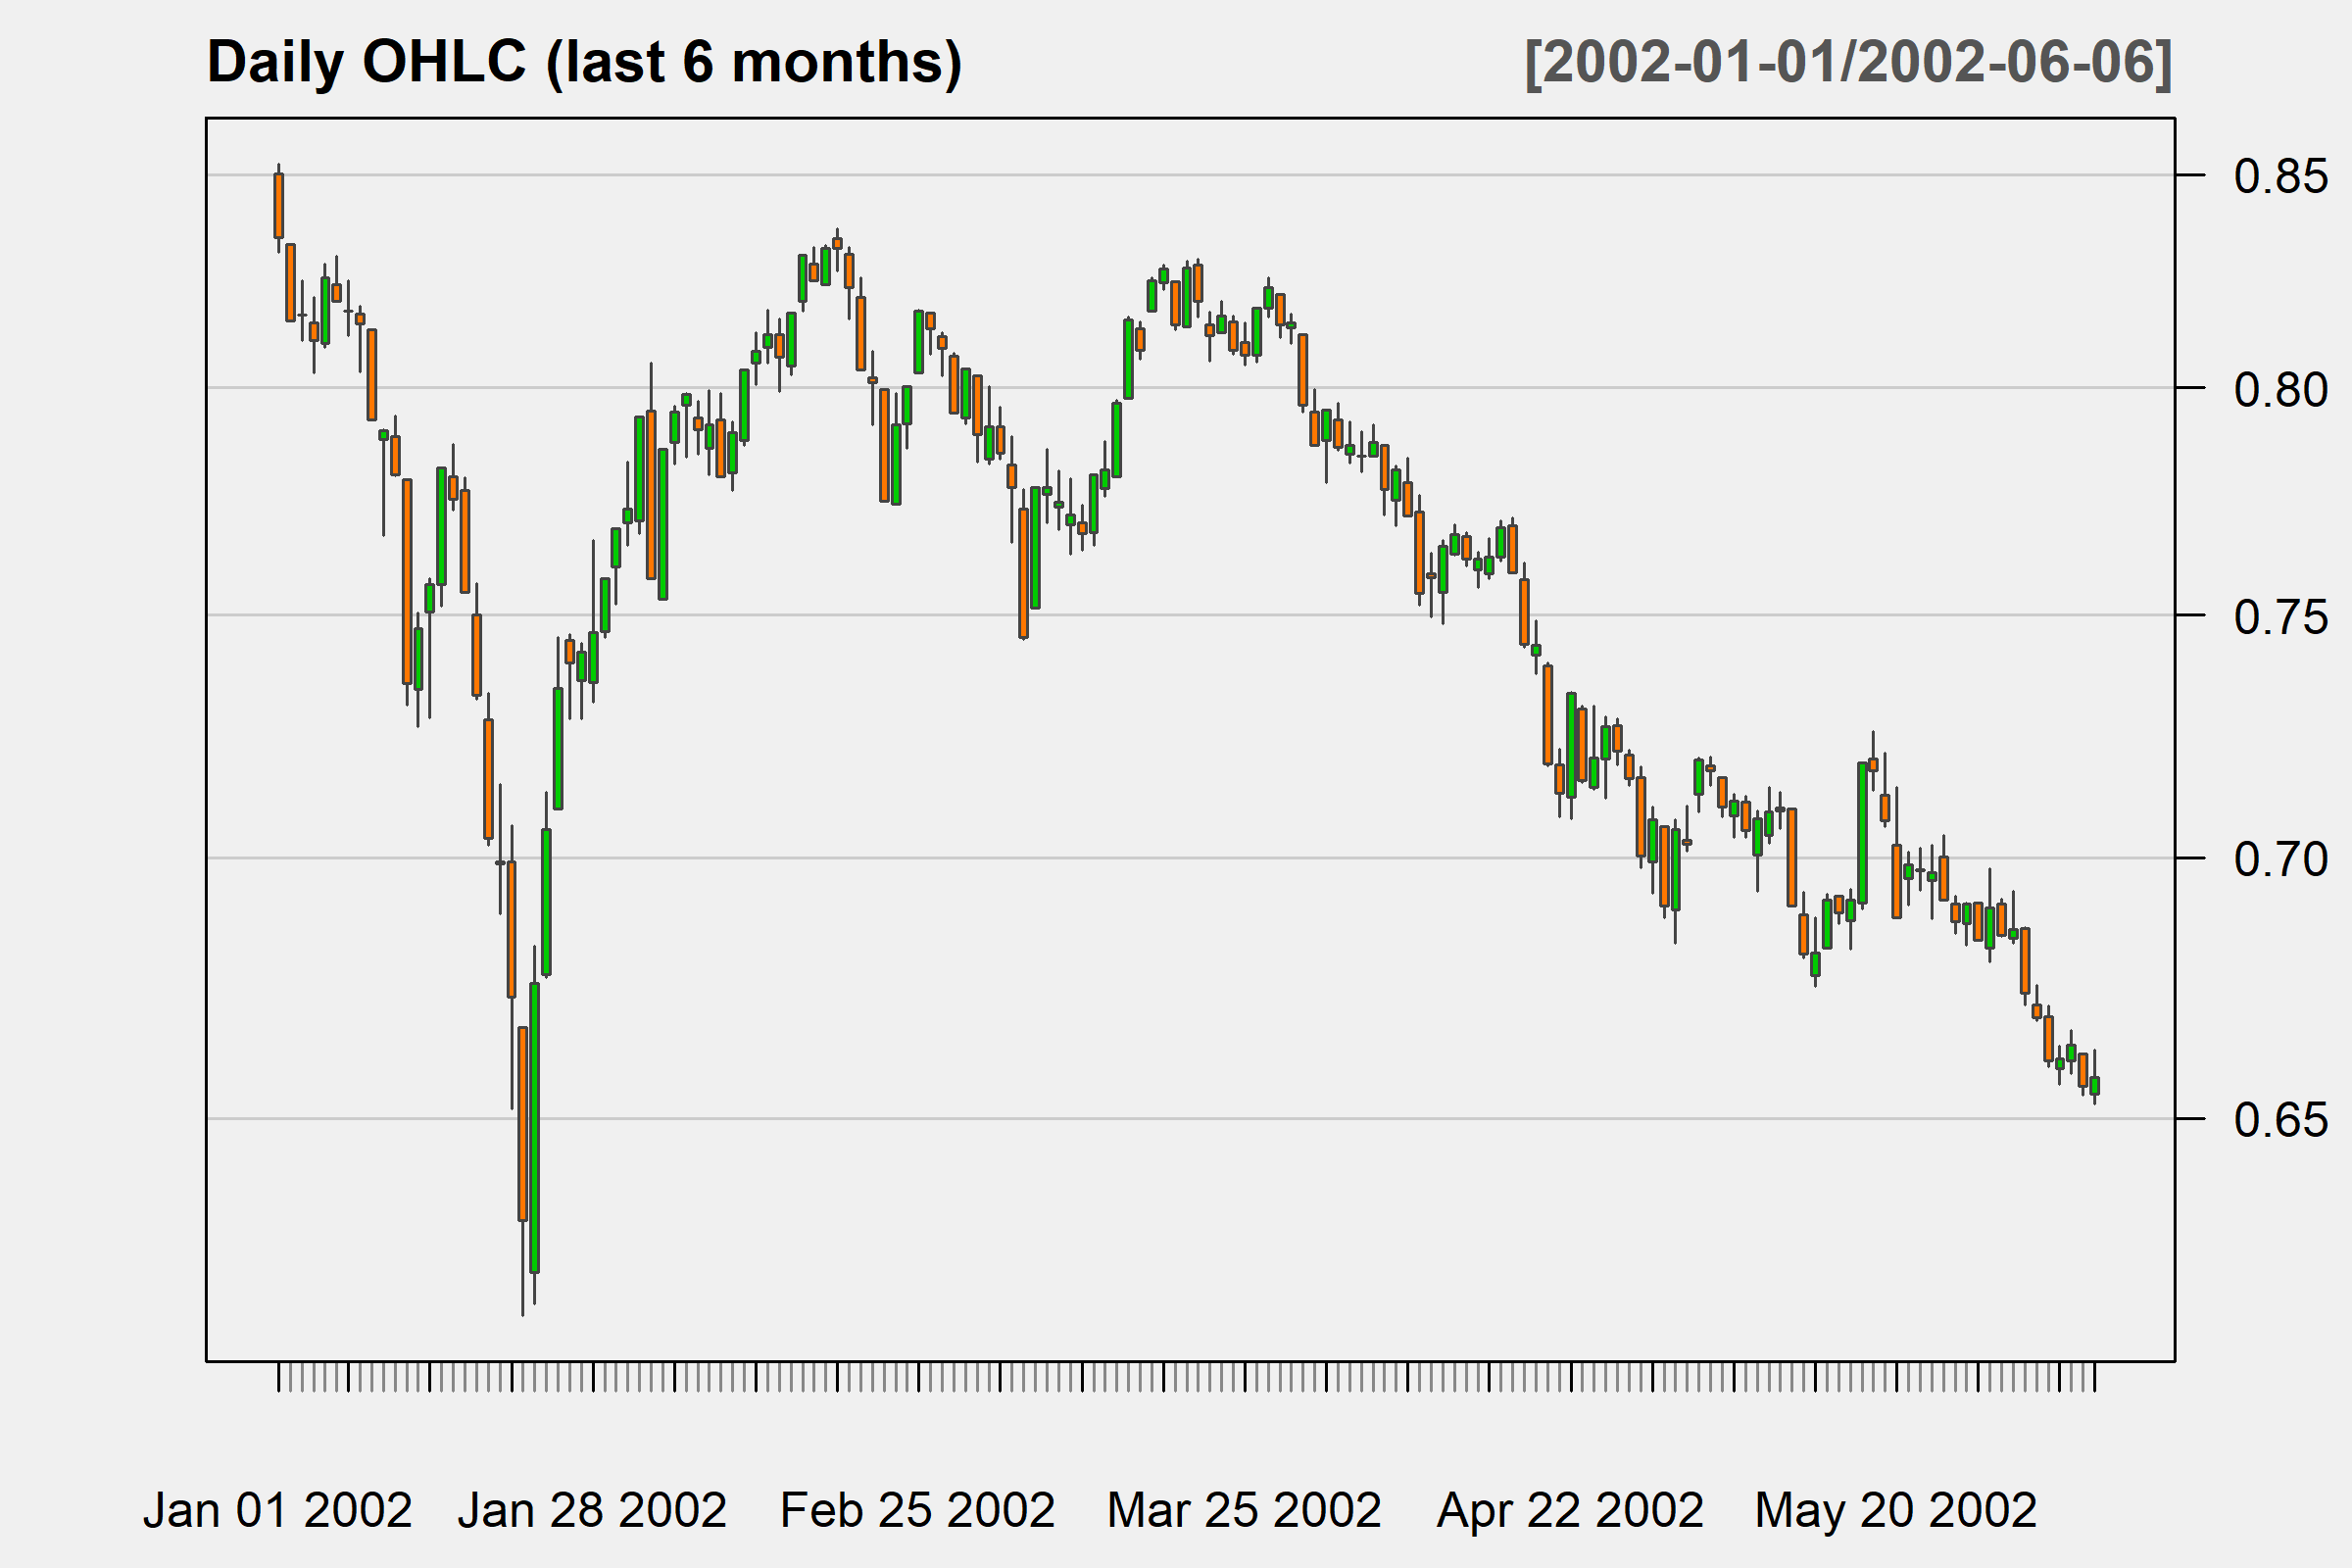 Daily OHLC (last 6 months)
[2002-01-01/2002-06-06]
0.85
0.80
0.75
0.70
0.65
Jan 01 2002
Jan 28 2002
Feb 25 2002
Mar 25 2002
Apr 22 2002
May 20 2002